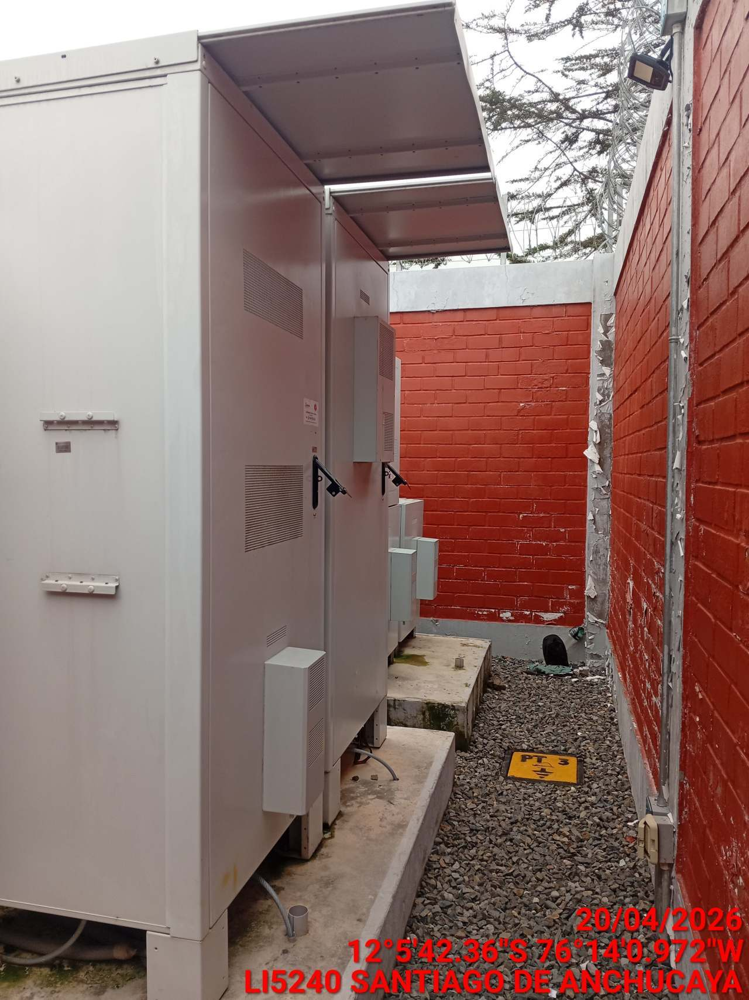 PT 3
20/04/2026
12°5'42.36"S 76°14'0.972"W
LI5240 SANTIAGO DE ANCHUCAYA